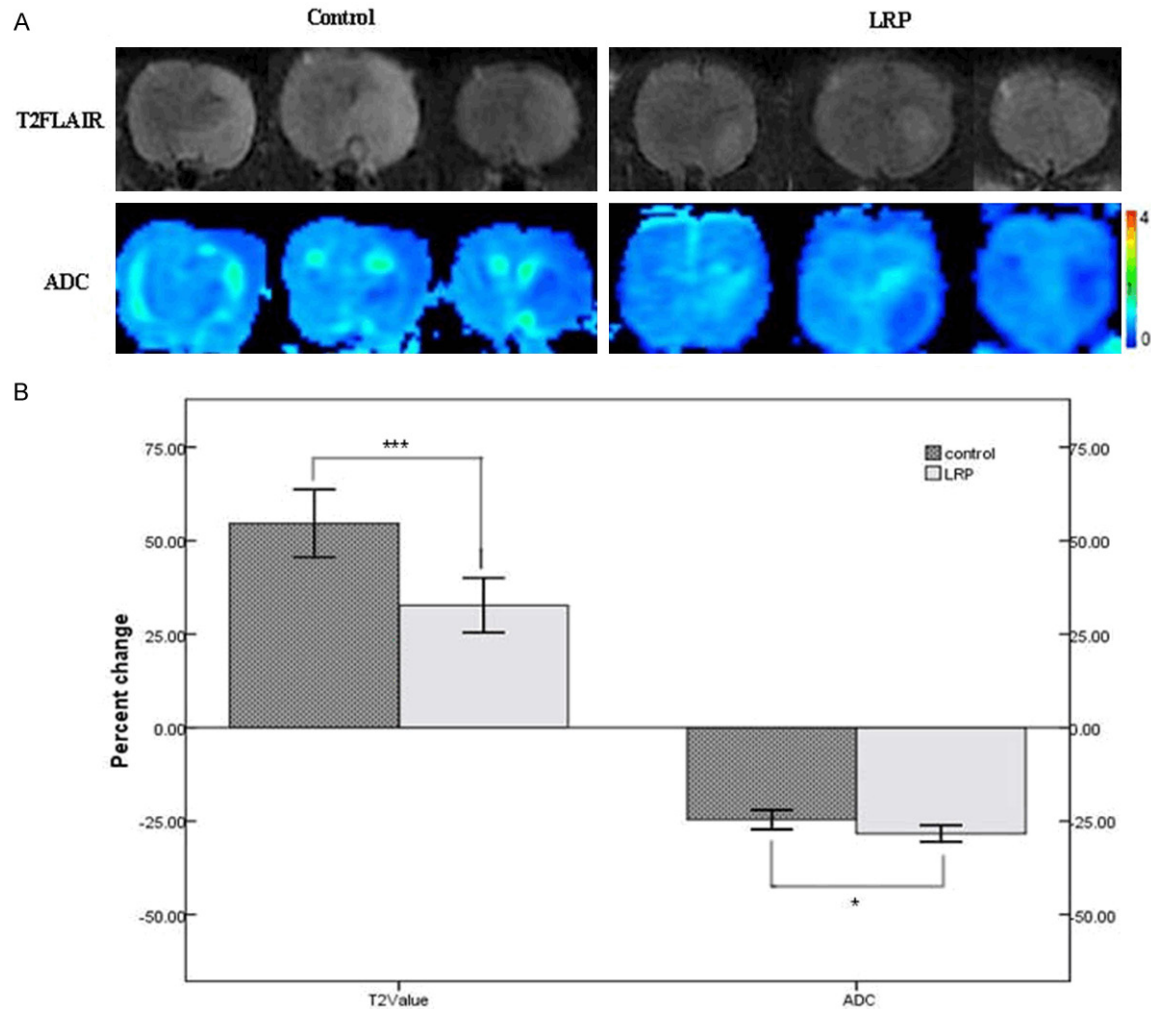 A
Control
LRP
T2FLAIR
ADC
4
0
B
***
75.00
75.00
control
LRP
50.00
50.00
25.00
25.00
Percent change
0.00
0.00
-25.00
-25.00
*
-50.00
-50.00
T2Value
ADC